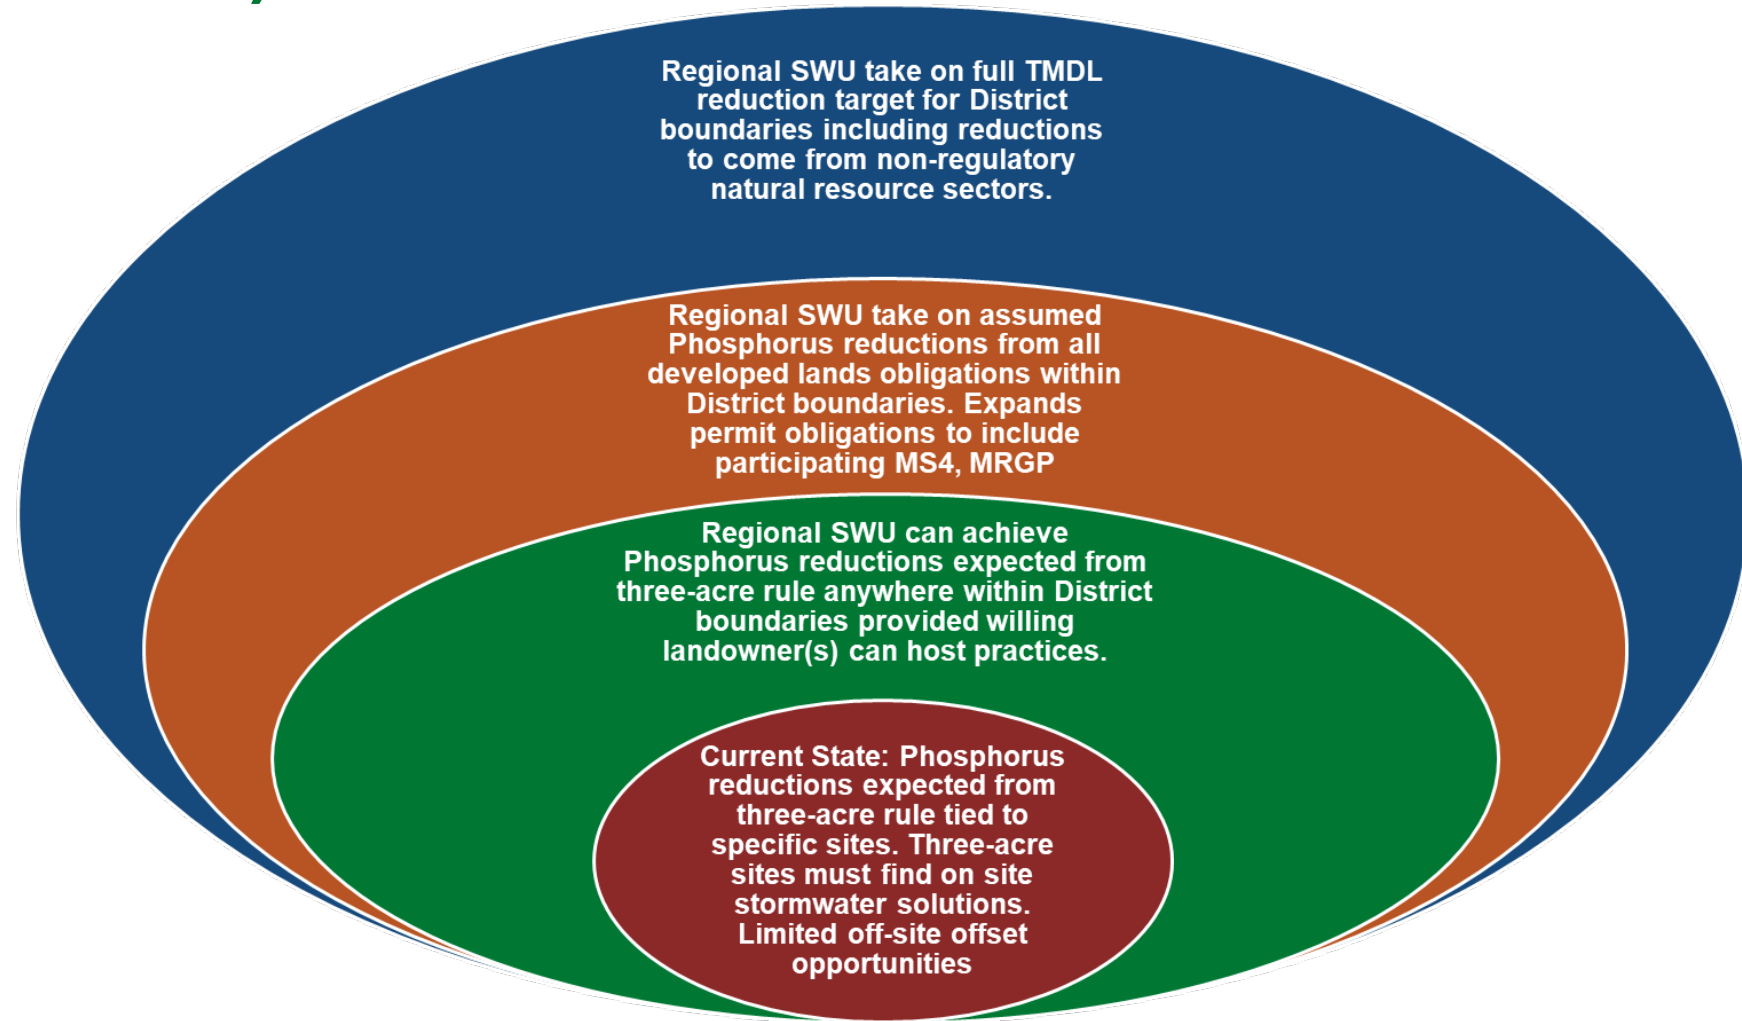 Regional SWU take on full TMDL
reduction target for District
boundaries including reductions
to come from non-regulatory
natural resource sectors.
Regional SWU take on assumed
Phosphorus reductions from all
developed lands obligations within
District boundaries. Expands
permit obligations to include
participating MS4, MRGP
Regional SWU can achieve
Phosphorus reductions expected from
three-acre rule anywhere within District
boundaries provided willing
landowner(s) can host practices.
Current State: Phosphorus
reductions expected from
three-acre rule tied to
specific sites. Three-acre
sites must find on site
stormwater solutions.
Limited off-site offset
opportunities